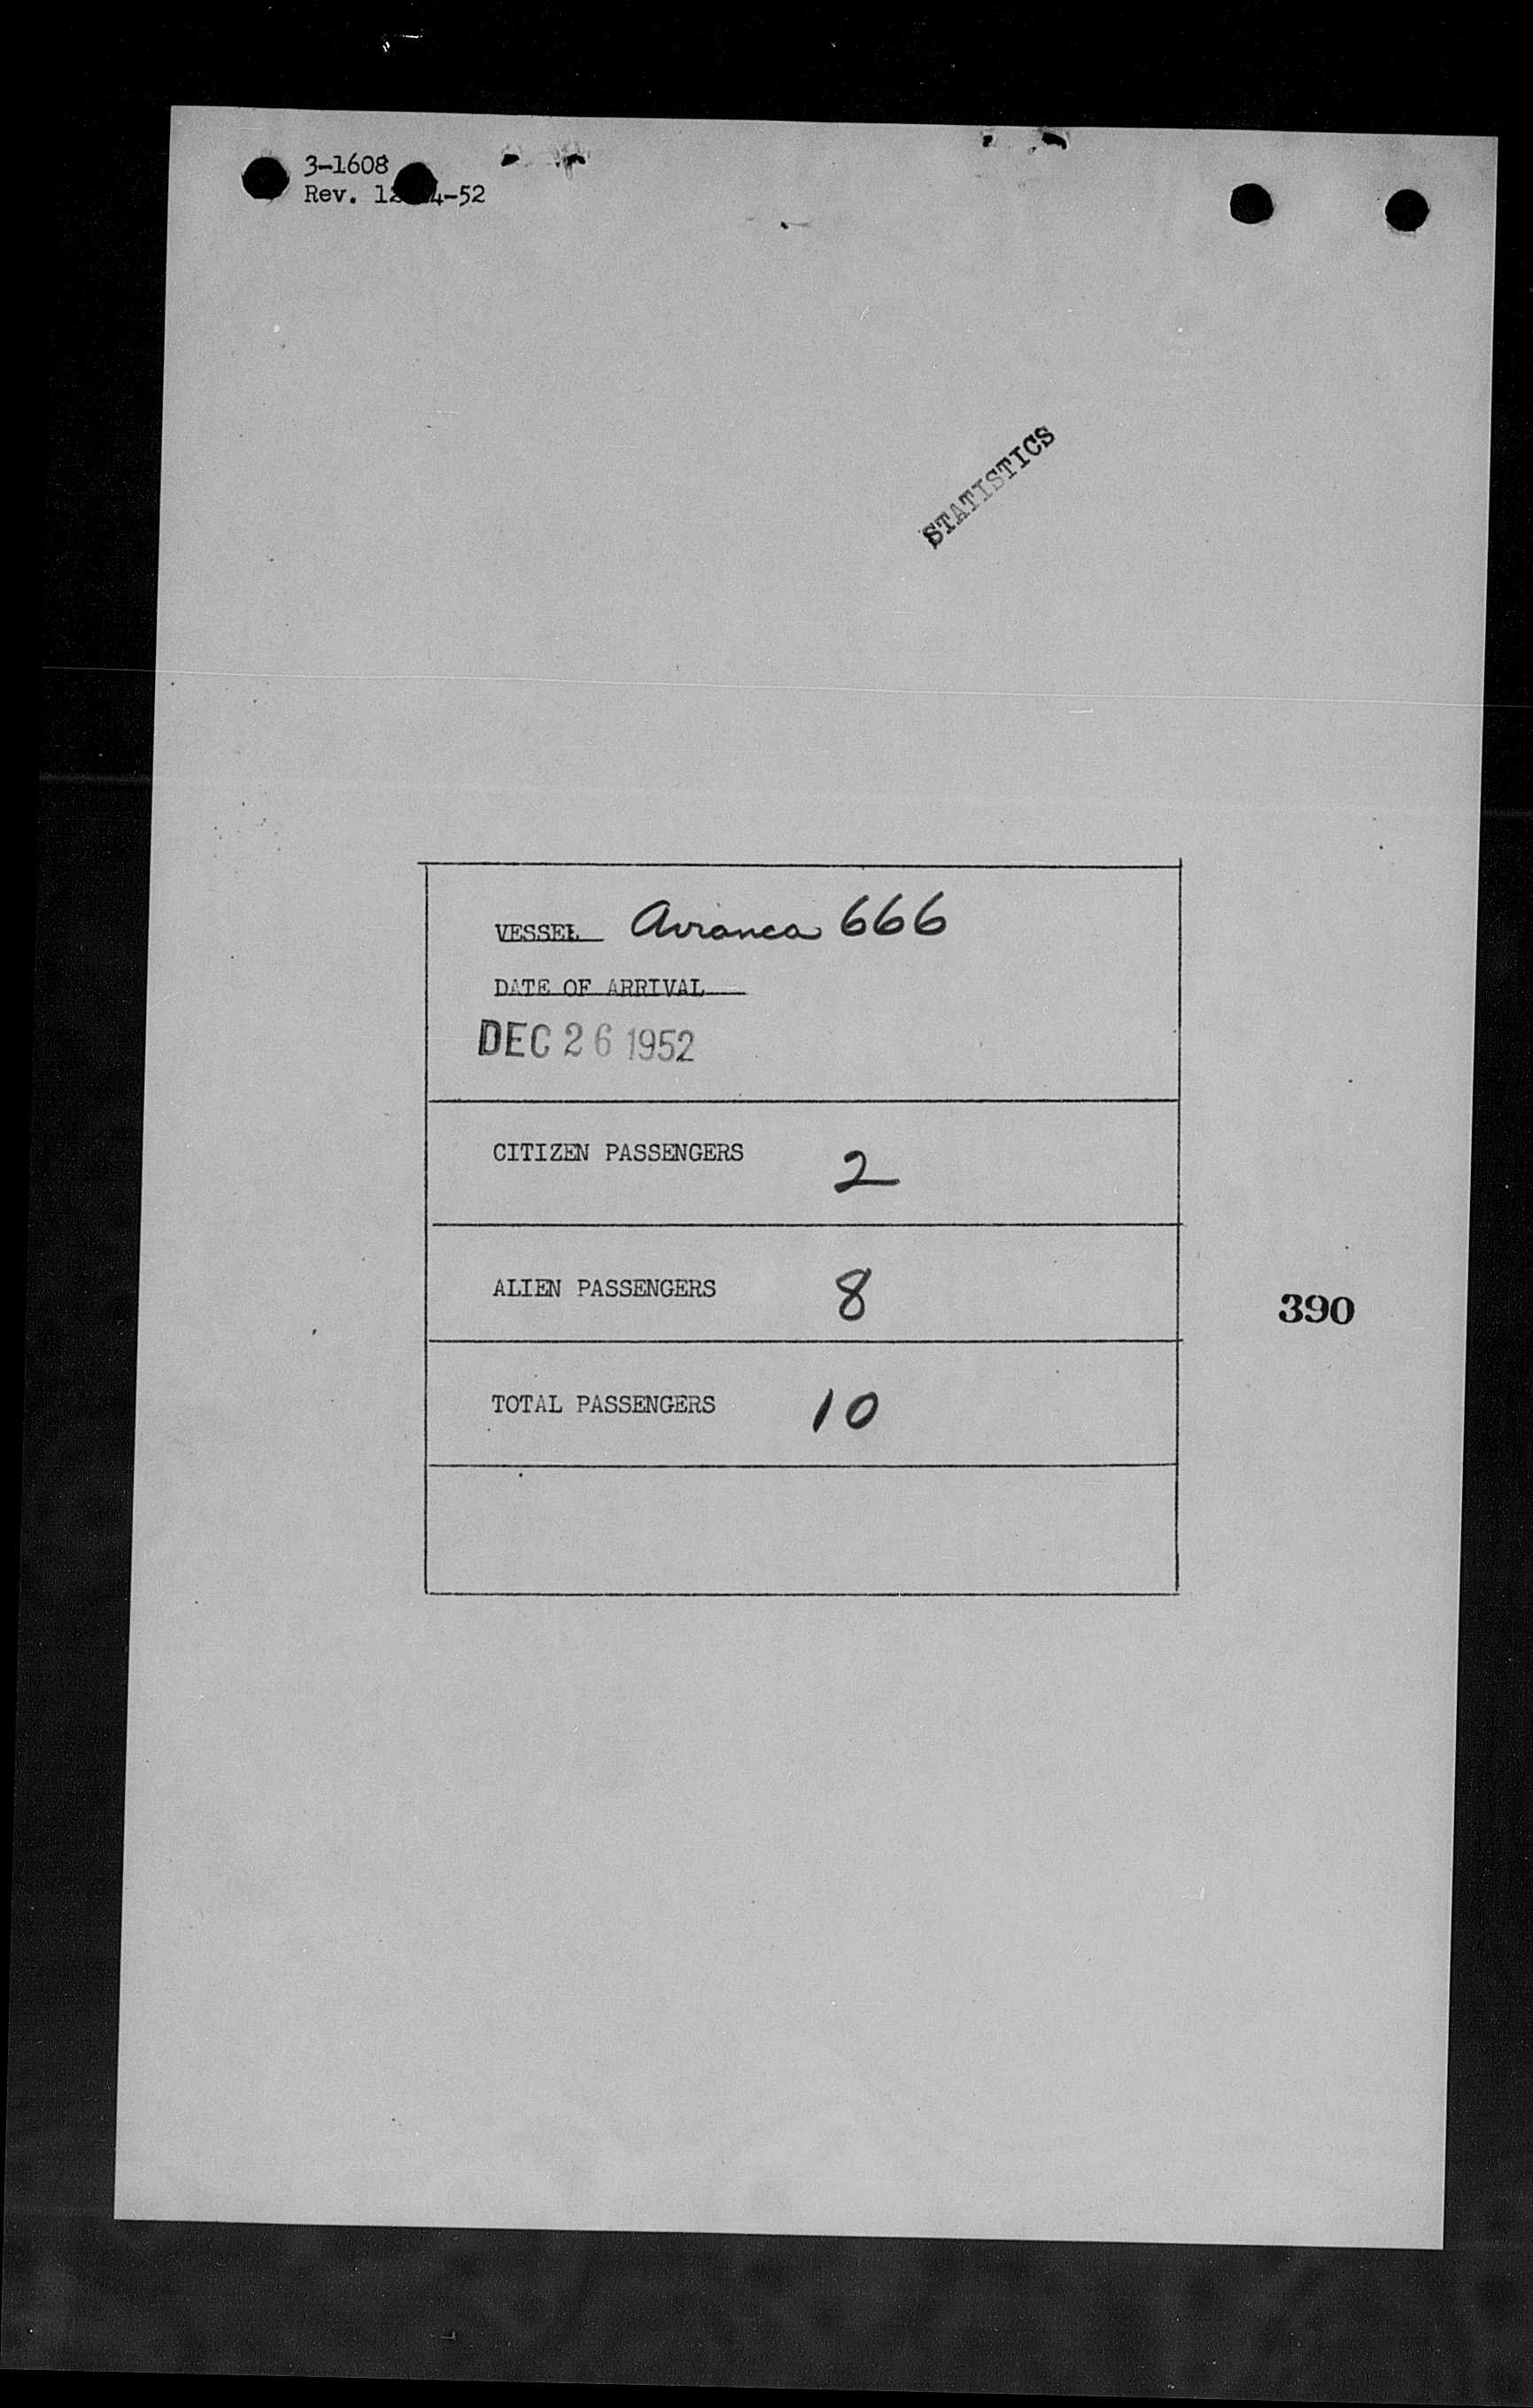 3-1608
Rev. 4-52
STATISTICS
VESSEL Avianca 666
DATE OF ARRIVAL
DEC 26 1952
CITIZEN PASSENGERS 2
ALIEN PASSENGERS 8
390
TOTAL PASSENGERS 10